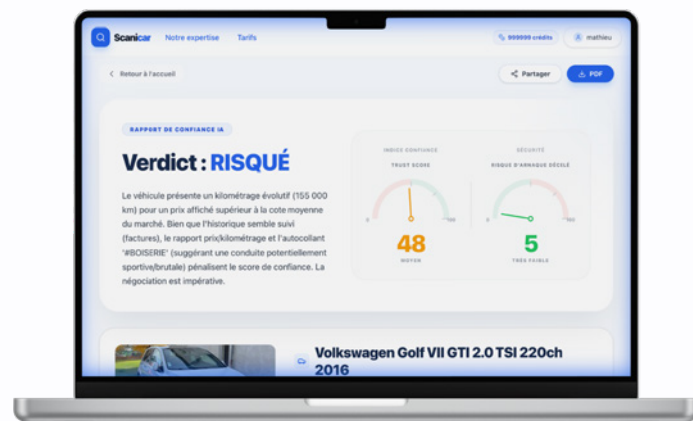 Scanicar
Notre expertise
Tarifs
999999 crédits
mathieu
Retour à l'accueil
Partager
PDF
RAPPORT DE CONFIANCE IA
Verdict : RISQUÉ
Le véhicule présente un kilométrage évolutif (155 000
km) pour un prix affiché supérieur à la cote moyenne
du marché. Bien que l'historique semble suivi
(factures), le rapport prix/kilométrage et l'autocollant
'#BOISERIE' (suggérant une conduite potentiellement
sportive/brutale) pénalisent le score de confiance. La
négociation est impérative.
INDICE CONFIANCE
TRUST SCORE
0
100
48
MOYEN
SÉCURITÉ
RISQUE D'ARNAQUE DÉCELÉ
0
100
5
TRÈS FAIBLE
Volkswagen Golf VII GTI 2.0 TSI 220ch
2016